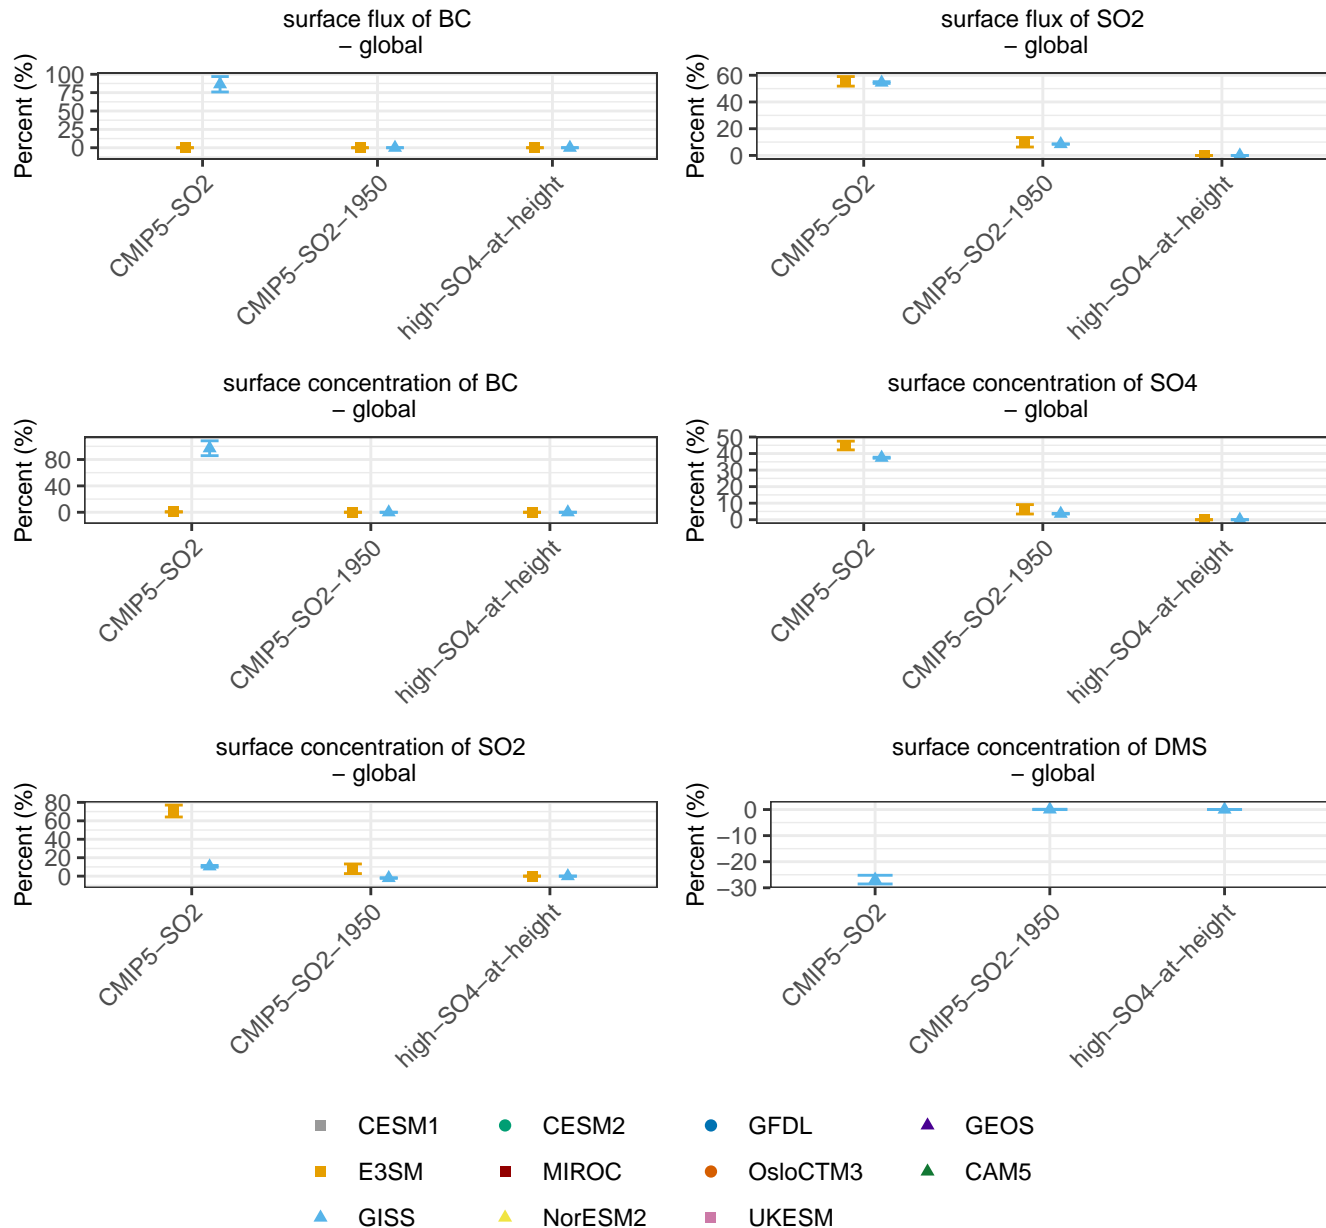 surface flux of BC
– global
Percent (%)
100
75
50
25
0
CMIP5–SO2
CMIP5–SO2–1950
high–SO4–at–height
surface flux of SO2
– global
Percent (%)
60
40
20
0
CMIP5–SO2
CMIP5–SO2–1950
high–SO4–at–height
surface concentration of BC
– global
Percent (%)
80
40
0
CMIP5–SO2
CMIP5–SO2–1950
high–SO4–at–height
surface concentration of SO4
– global
Percent (%)
50
40
30
20
10
0
CMIP5–SO2
CMIP5–SO2–1950
high–SO4–at–height
surface concentration of SO2
– global
Percent (%)
80
60
40
20
0
CMIP5–SO2
CMIP5–SO2–1950
high–SO4–at–height
surface concentration of DMS
– global
Percent (%)
0
–10
–20
–30
CMIP5–SO2
CMIP5–SO2–1950
high–SO4–at–height
CESM1 CESM2 GFDL GEOS
E3SM MIROC OsloCTM3 CAM5
GISS NorESM2 UKESM